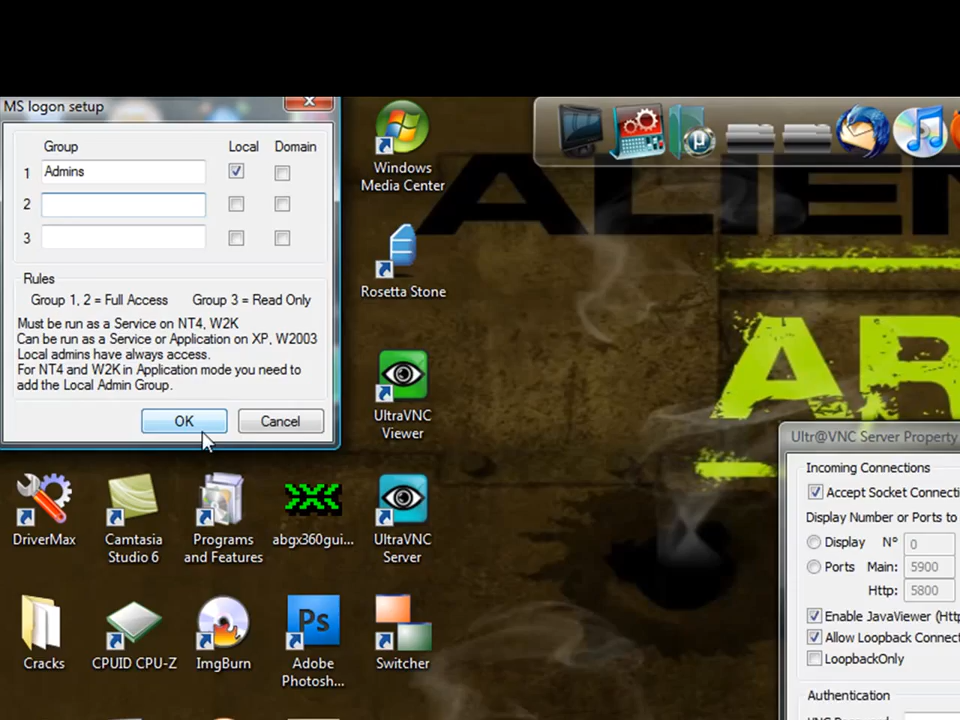 MS logon setup
Group Local Domain
1 Admins
2
3
Rules
Group 1, 2 = Full Access Group 3 = Read Only
Must be run as a Service on NT4, W2K
Can be run as a Service or Application on XP, W2003
Local admins have always access.
For NT4 and W2K in Application mode you need to
add the Local Admin Group.
OK Cancel
Windows
Media Center
Rosetta Stone
UltraVNC
Viewer
DriverMax
Camtasia
Studio 6
Programs
and Features
abgx360gui...
UltraVNC
Server
Cracks
CPUID CPU-Z
ImgBurn
Ps
Adobe
Photosh...
Switcher
µ
ALIEN
AR
Ultr@VNC Server Property
Incoming Connections
Accept Socket Connecti
Display Number or Ports to
Display N° 0
Ports Main: 5900
Http: 5800
Enable JavaViewer (Htt
Allow Loopback Connect
LoopbackOnly
Authentication